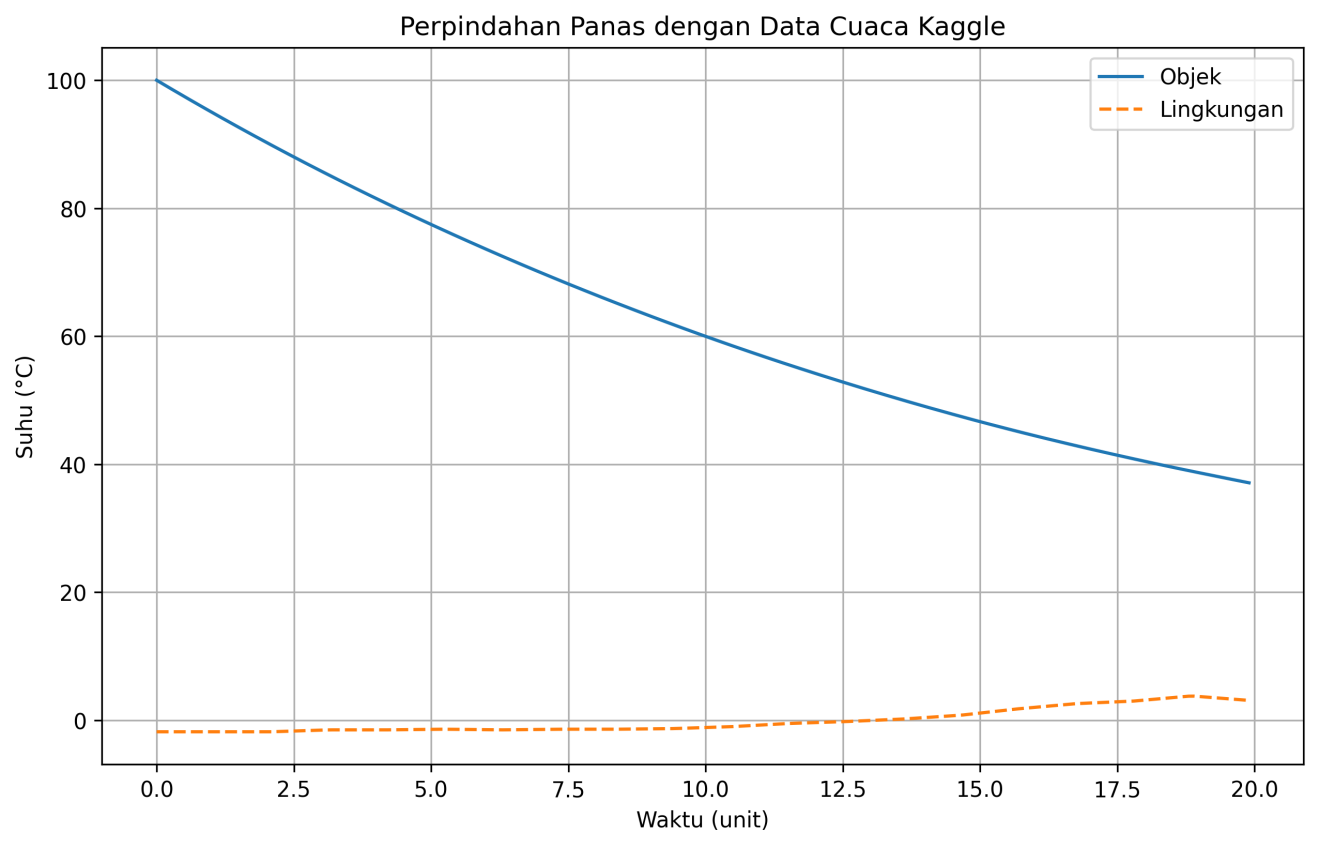 Perpindahan Panas dengan Data Cuaca Kaggle
Objek
Lingkungan
Suhu (°C)
100
80
60
40
20
0
0.0 2.5 5.0 7.5 10.0 12.5 15.0 17.5 20.0
Waktu (unit)